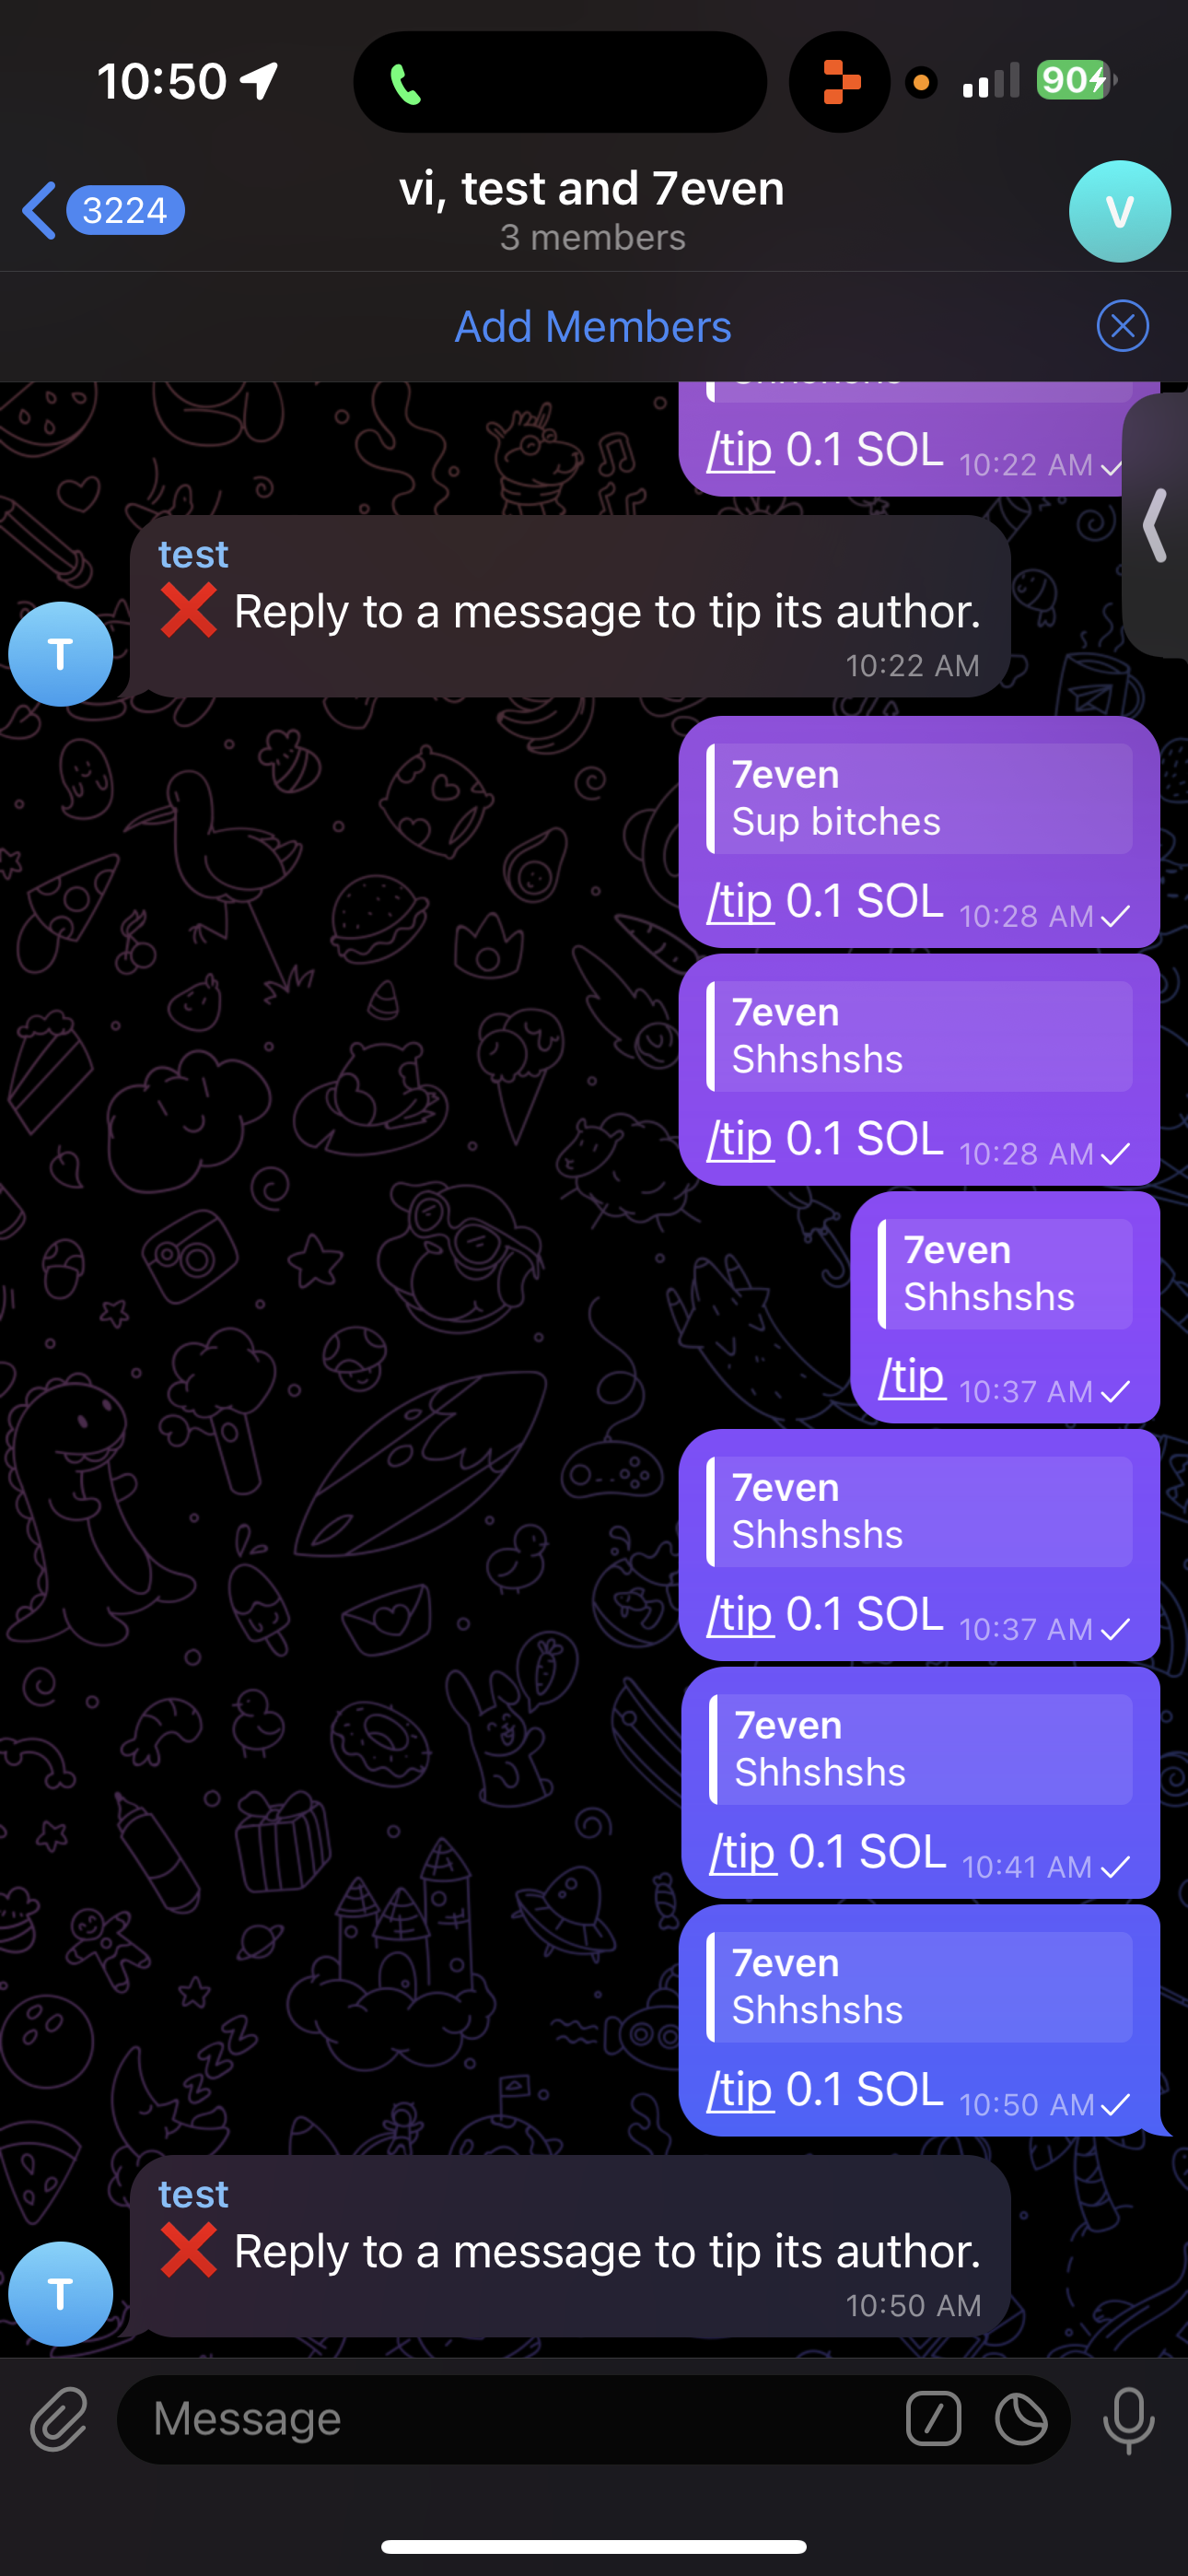 10:50
90
3224
vi, test and 7even
3 members
V
Add Members
/tip 0.1 SOL 10:22 AM
test
❌ Reply to a message to tip its author.
10:22 AM
T
7even
Sup bitches
/tip 0.1 SOL 10:28 AM
7even
Shhshshs
/tip 0.1 SOL 10:28 AM
7even
Shhshshs
/tip 10:37 AM
7even
Shhshshs
/tip 0.1 SOL 10:37 AM
7even
Shhshshs
/tip 0.1 SOL 10:41 AM
7even
Shhshshs
/tip 0.1 SOL 10:50 AM
test
❌ Reply to a message to tip its author.
10:50 AM
T
Message